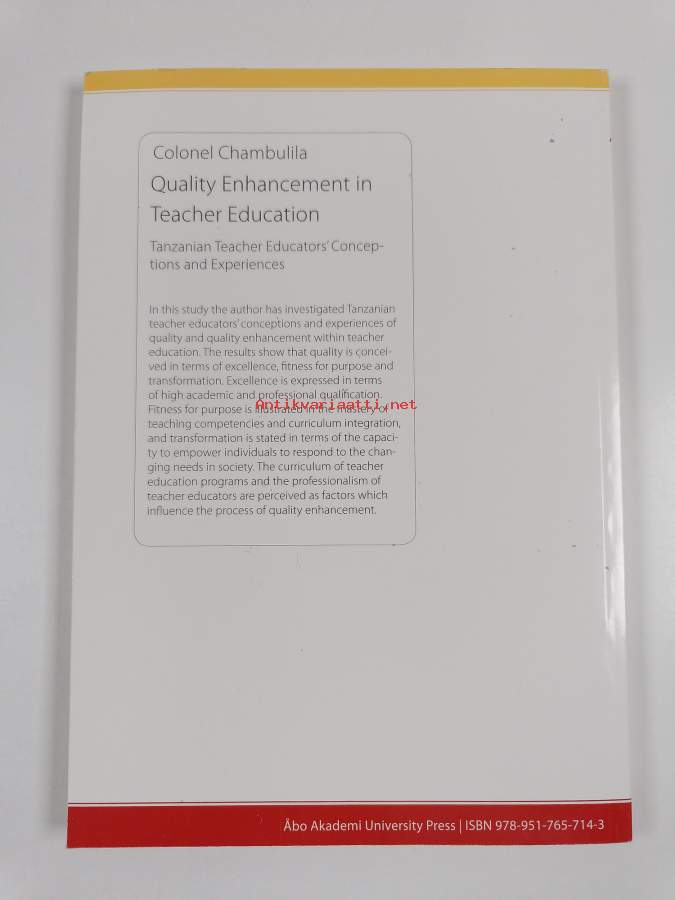 Colonel Chambulila
Quality Enhancement in
Teacher Education
Tanzanian Teacher Educators' Concep-
tions and Experiences
In this study the author has investigated Tanzanian
teacher educators' conceptions and experiences of
quality and quality enhancement within teacher
education. The results show that quality is concei-
ved in terms of excellence, fitness for purpose and
transformation. Excellence is expressed in terms
of high academic and professional qualification.
Antikvariaatti.net
Fitness for purpose is illustrated in the mastery of
teaching competencies and curriculum integration,
and transformation is stated in terms of the capaci-
ty to empower individuals to respond to the chan-
ging needs in society. The curriculum of teacher
education programs and the professionalism of
teacher educators are perceived as factors which
influence the process of quality enhancement.
Åbo Akademi University Press | ISBN 978-951-765-714-3